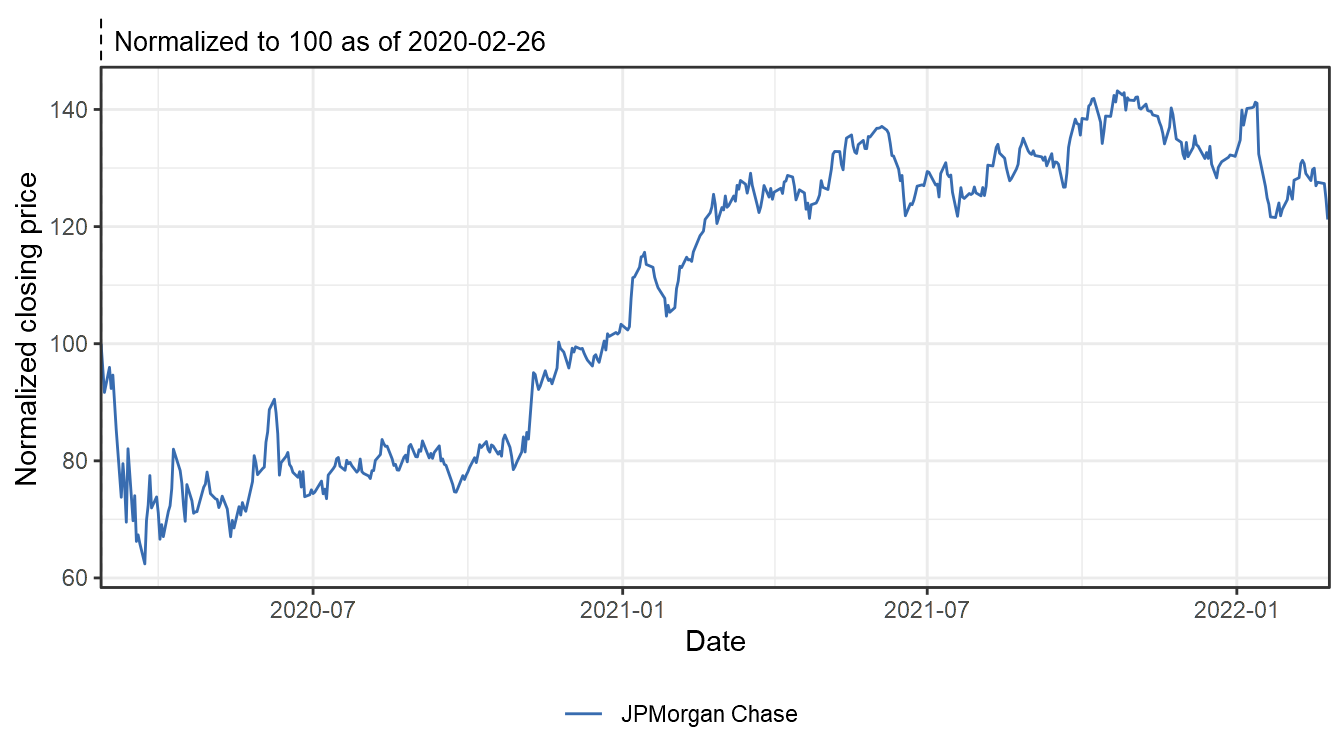 Normalized to 100 as of 2020-02-26
Normalized closing price
140
120
100
80
60
2020-07
2021-01
2021-07
2022-01
Date
JPMorgan Chase